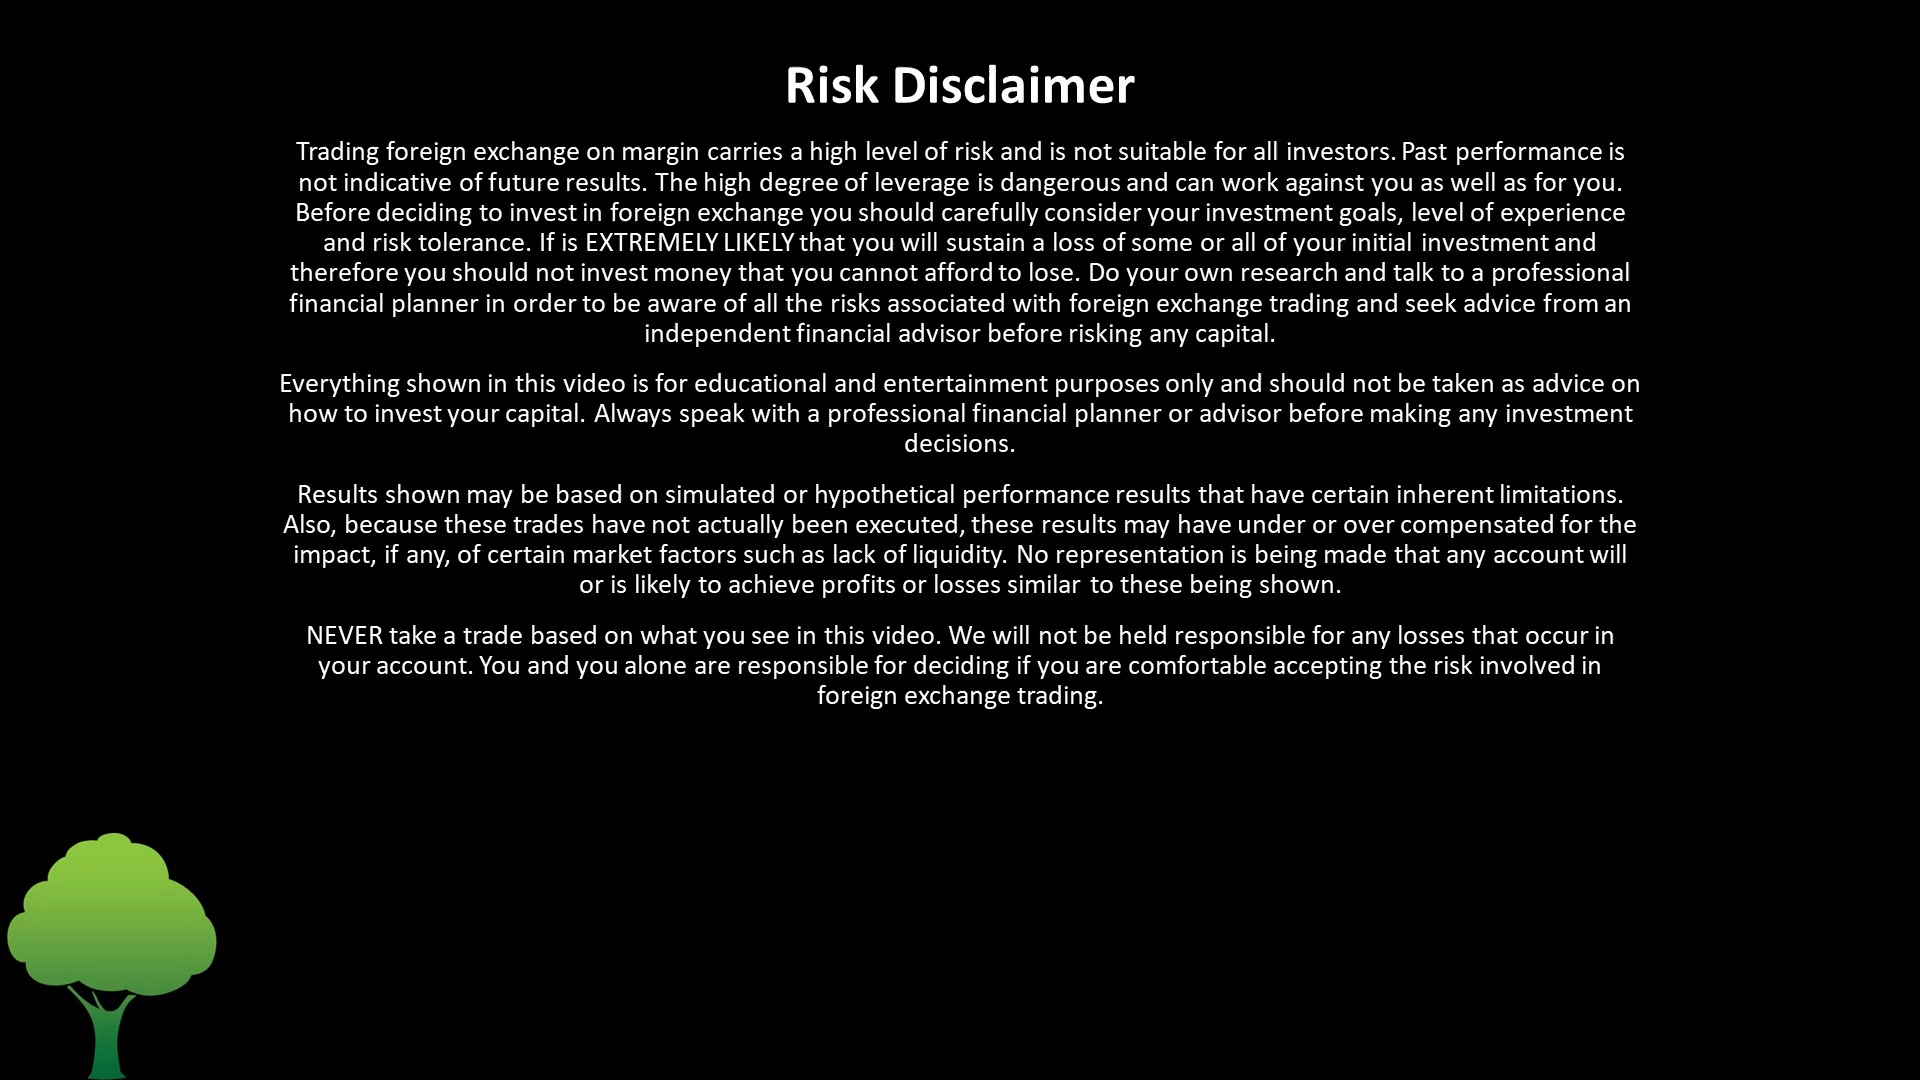 Risk Disclaimer
Trading foreign exchange on margin carries a high level of risk and is not suitable for all investors. Past performance is
not indicative of future results. The high degree of leverage is dangerous and can work against you as well as for you.
Before deciding to invest in foreign exchange you should carefully consider your investment goals, level of experience
and risk tolerance. If is EXTREMELY LIKELY that you will sustain a loss of some or all of your initial investment and
therefore you should not invest money that you cannot afford to lose. Do your own research and talk to a professional
financial planner in order to be aware of all the risks associated with foreign exchange trading and seek advice from an
independent financial advisor before risking any capital.
Everything shown in this video is for educational and entertainment purposes only and should not be taken as advice on
how to invest your capital. Always speak with a professional financial planner or advisor before making any investment
decisions.
Results shown may be based on simulated or hypothetical performance results that have certain inherent limitations.
Also, because these trades have not actually been executed, these results may have under or over compensated for the
impact, if any, of certain market factors such as lack of liquidity. No representation is being made that any account will
or is likely to achieve profits or losses similar to these being shown.
NEVER take a trade based on what you see in this video. We will not be held responsible for any losses that occur in
your account. You and you alone are responsible for deciding if you are comfortable accepting the risk involved in
foreign exchange trading.